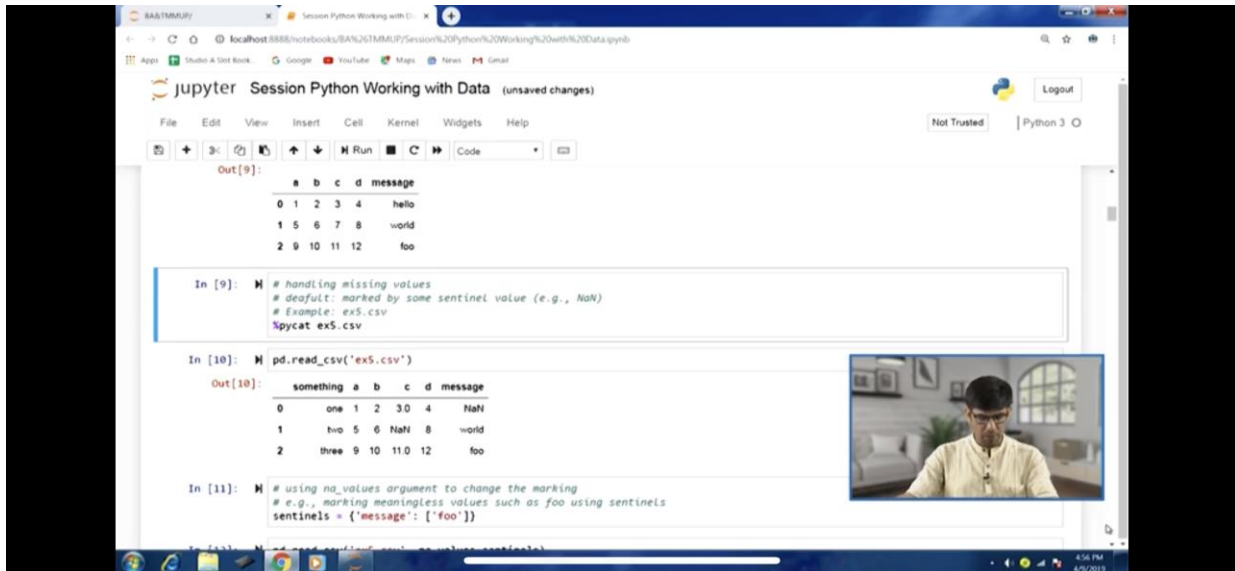 BA&TMMUP/
Session Python Working with D
localhost:8888/notebooks/BA%26TMMUP/Session%20Python%20Working%20with%20Data.ipynb
Apps Studio A Slot Book. Google YouTube Maps News Gmail
jupyter Session Python Working with Data (unsaved changes)
Logout
File Edit View Insert Cell Kernel Widgets Help
Not Trusted Python 3
Run Code
Out[9]:
a b c d message
0 1 2 3 4 hello
1 5 6 7 8 world
2 9 10 11 12 foo
In [9]: # handling missing values
# deafult: marked by some sentinel value (e.g., NaN)
# Example: ex5.csv
%pycat ex5.csv
In [10]: pd.read_csv('ex5.csv')
Out[10]:
something a b c d message
0 one 1 2 3.0 4 NaN
1 two 5 6 NaN 8 world
2 three 9 10 11.0 12 foo
In [11]: # using na_values argument to change the marking
# e.g., marking meaningless values such as foo using sentinels
sentinels = {'message': ['foo']}
4:56 PM
4/9/2019